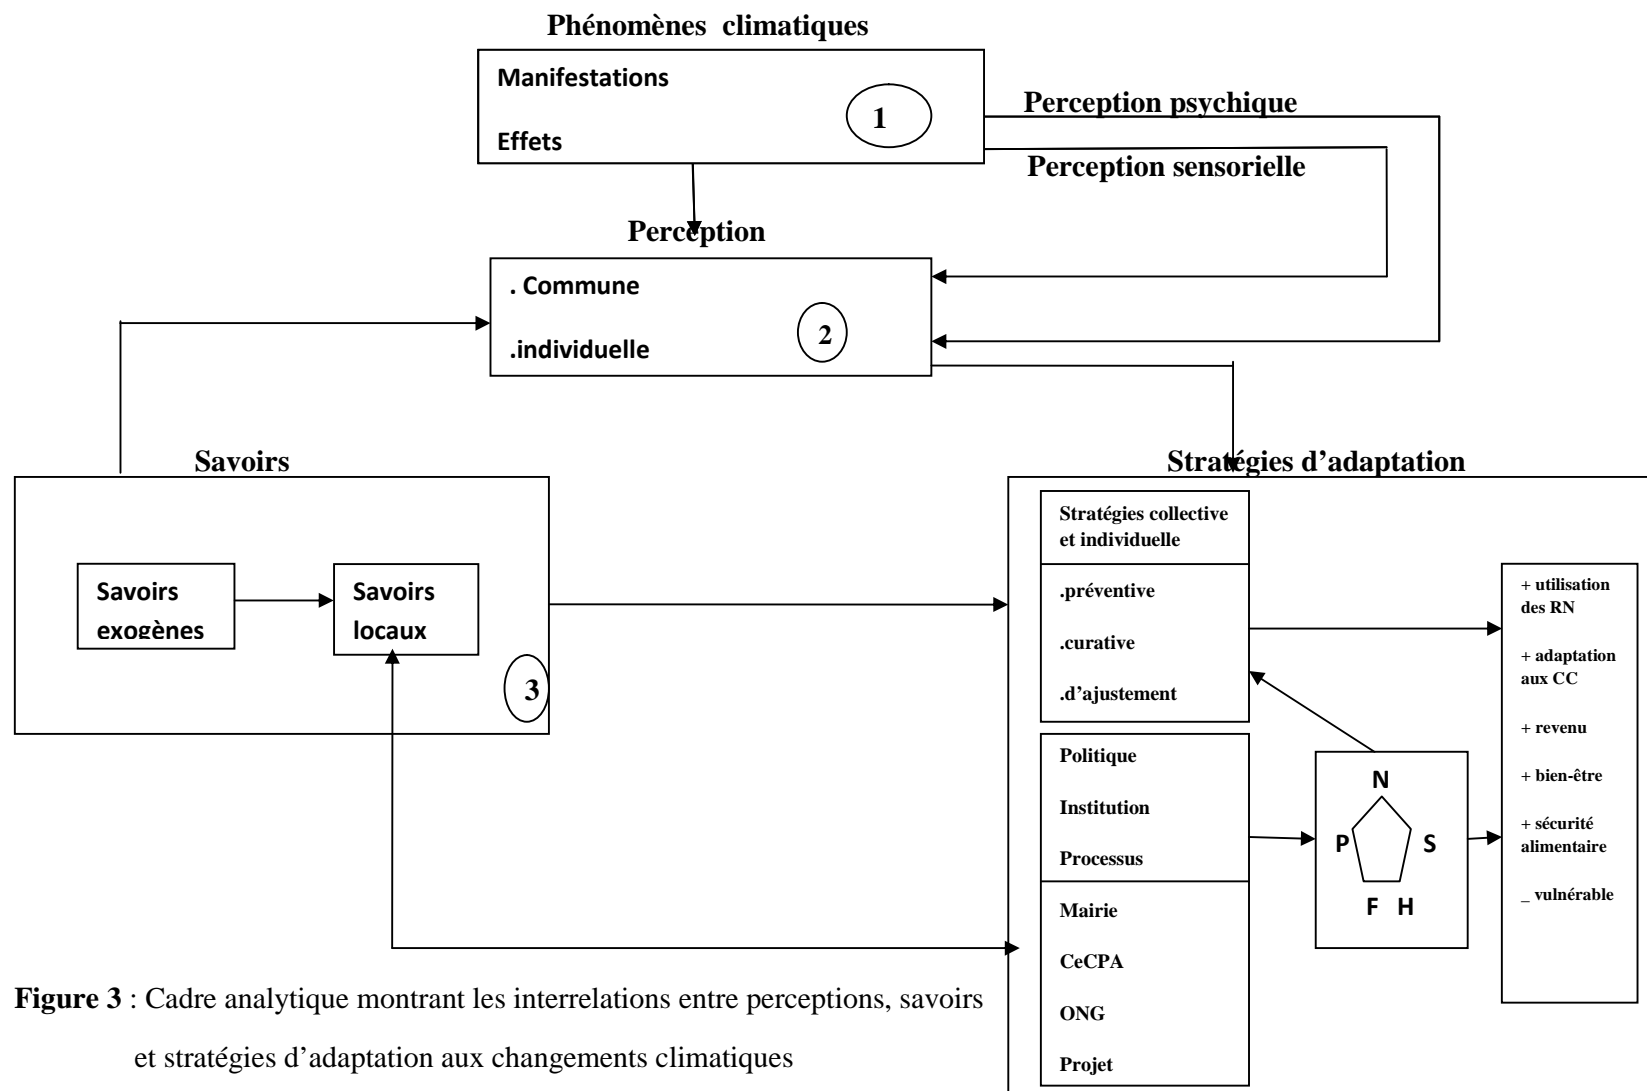 Phénomènes climatiques
Manifestations
1
Effets
Perception psychique
Perception sensorielle
Perception
. Commune
2
.individuelle
Savoirs
Savoirs
exogènes
Savoirs
locaux
3
Stratégies d’adaptation
Stratégies collective
et individuelle
.préventive
.curative
.d’ajustement
Politique
Institution
Processus
Mairie
CeCPA
ONG
Projet
N
P
S
F H
+ utilisation
des RN
+ adaptation
aux CC
+ revenu
+ bien-être
+ sécurité
alimentaire
_ vulnérable
Figure 3 : Cadre analytique montrant les interrelations entre perceptions, savoirs
et stratégies d’adaptation aux changements climatiques